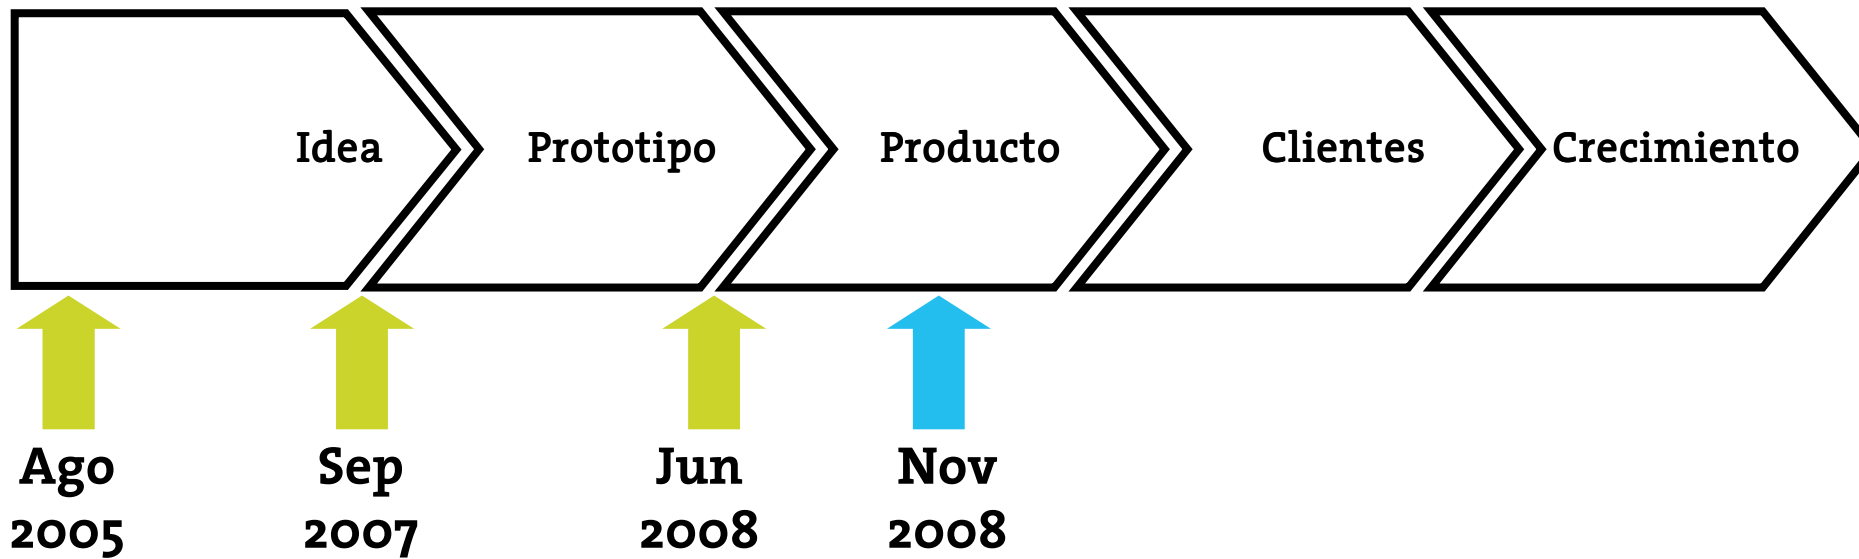 Idea
Prototipo
Producto
Clientes
Crecimiento
Ago
2005
Sep
2007
Jun
2008
Nov
2008